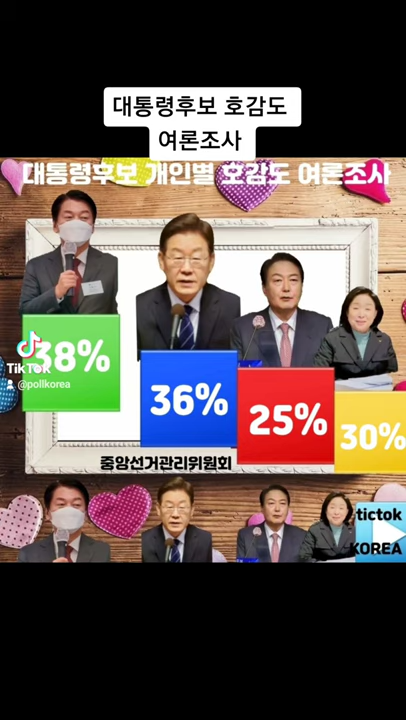 대통령후보 호감도
여론조사
대통령후보 개인별 호감도 여론조사
38%
TikTok
@pollkorea
36%
25%
30%
중앙선거관리위원회
tictok
KOREA